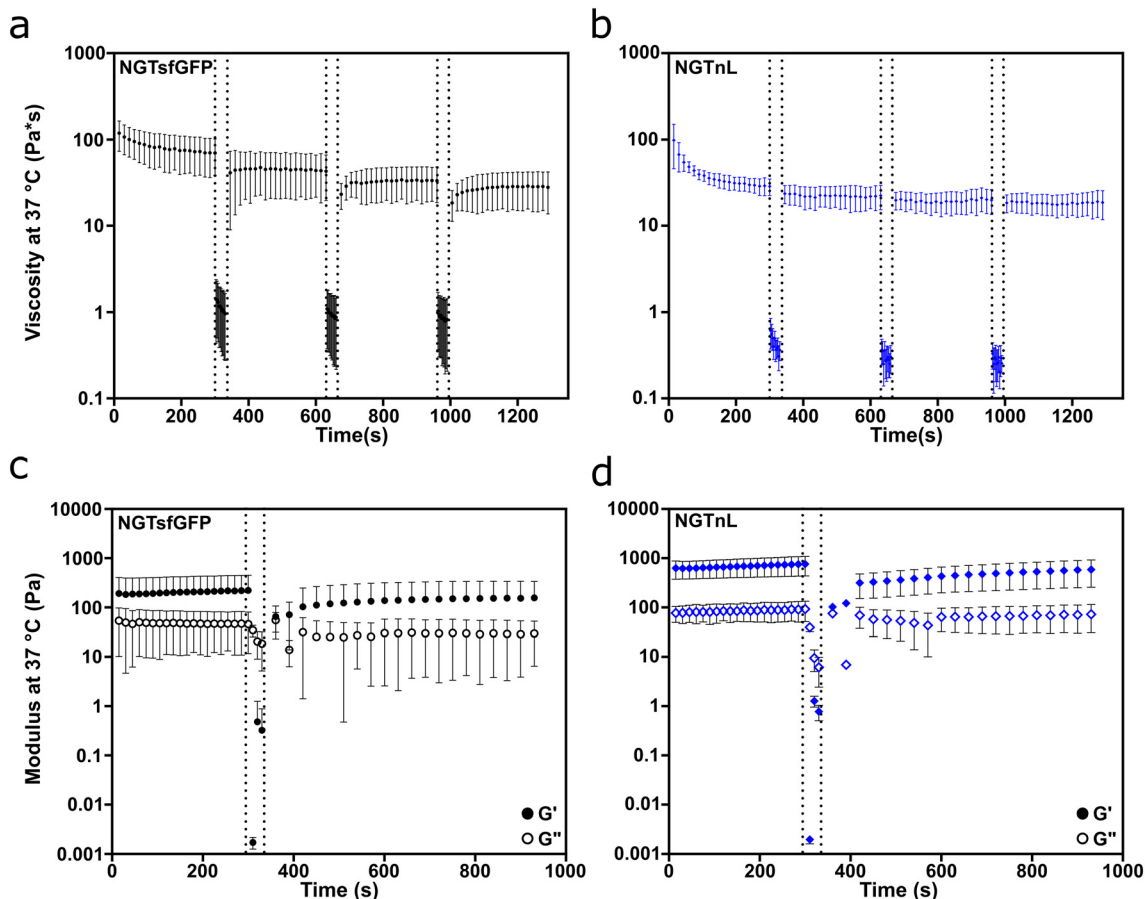 a
NGTsfGFP
Viscosity at 37 °C (Pa*s)
1000
100
10
1
0.1
0 200 400 600 800 1000 1200
Time(s)
b
NGTnL
1000
100
10
1
0.1
0 200 400 600 800 1000 1200
Time(s)
c
NGTsfGFP
Modulus at 37 °C (Pa)
10000
1000
100
10
1
0.1
0.01
0.001
0 200 400 600 800 1000
Time (s)
G'
G"
d
NGTnL
10000
1000
100
10
1
0.1
0.01
0.001
0 200 400 600 800 1000
Time (s)
G'
G"